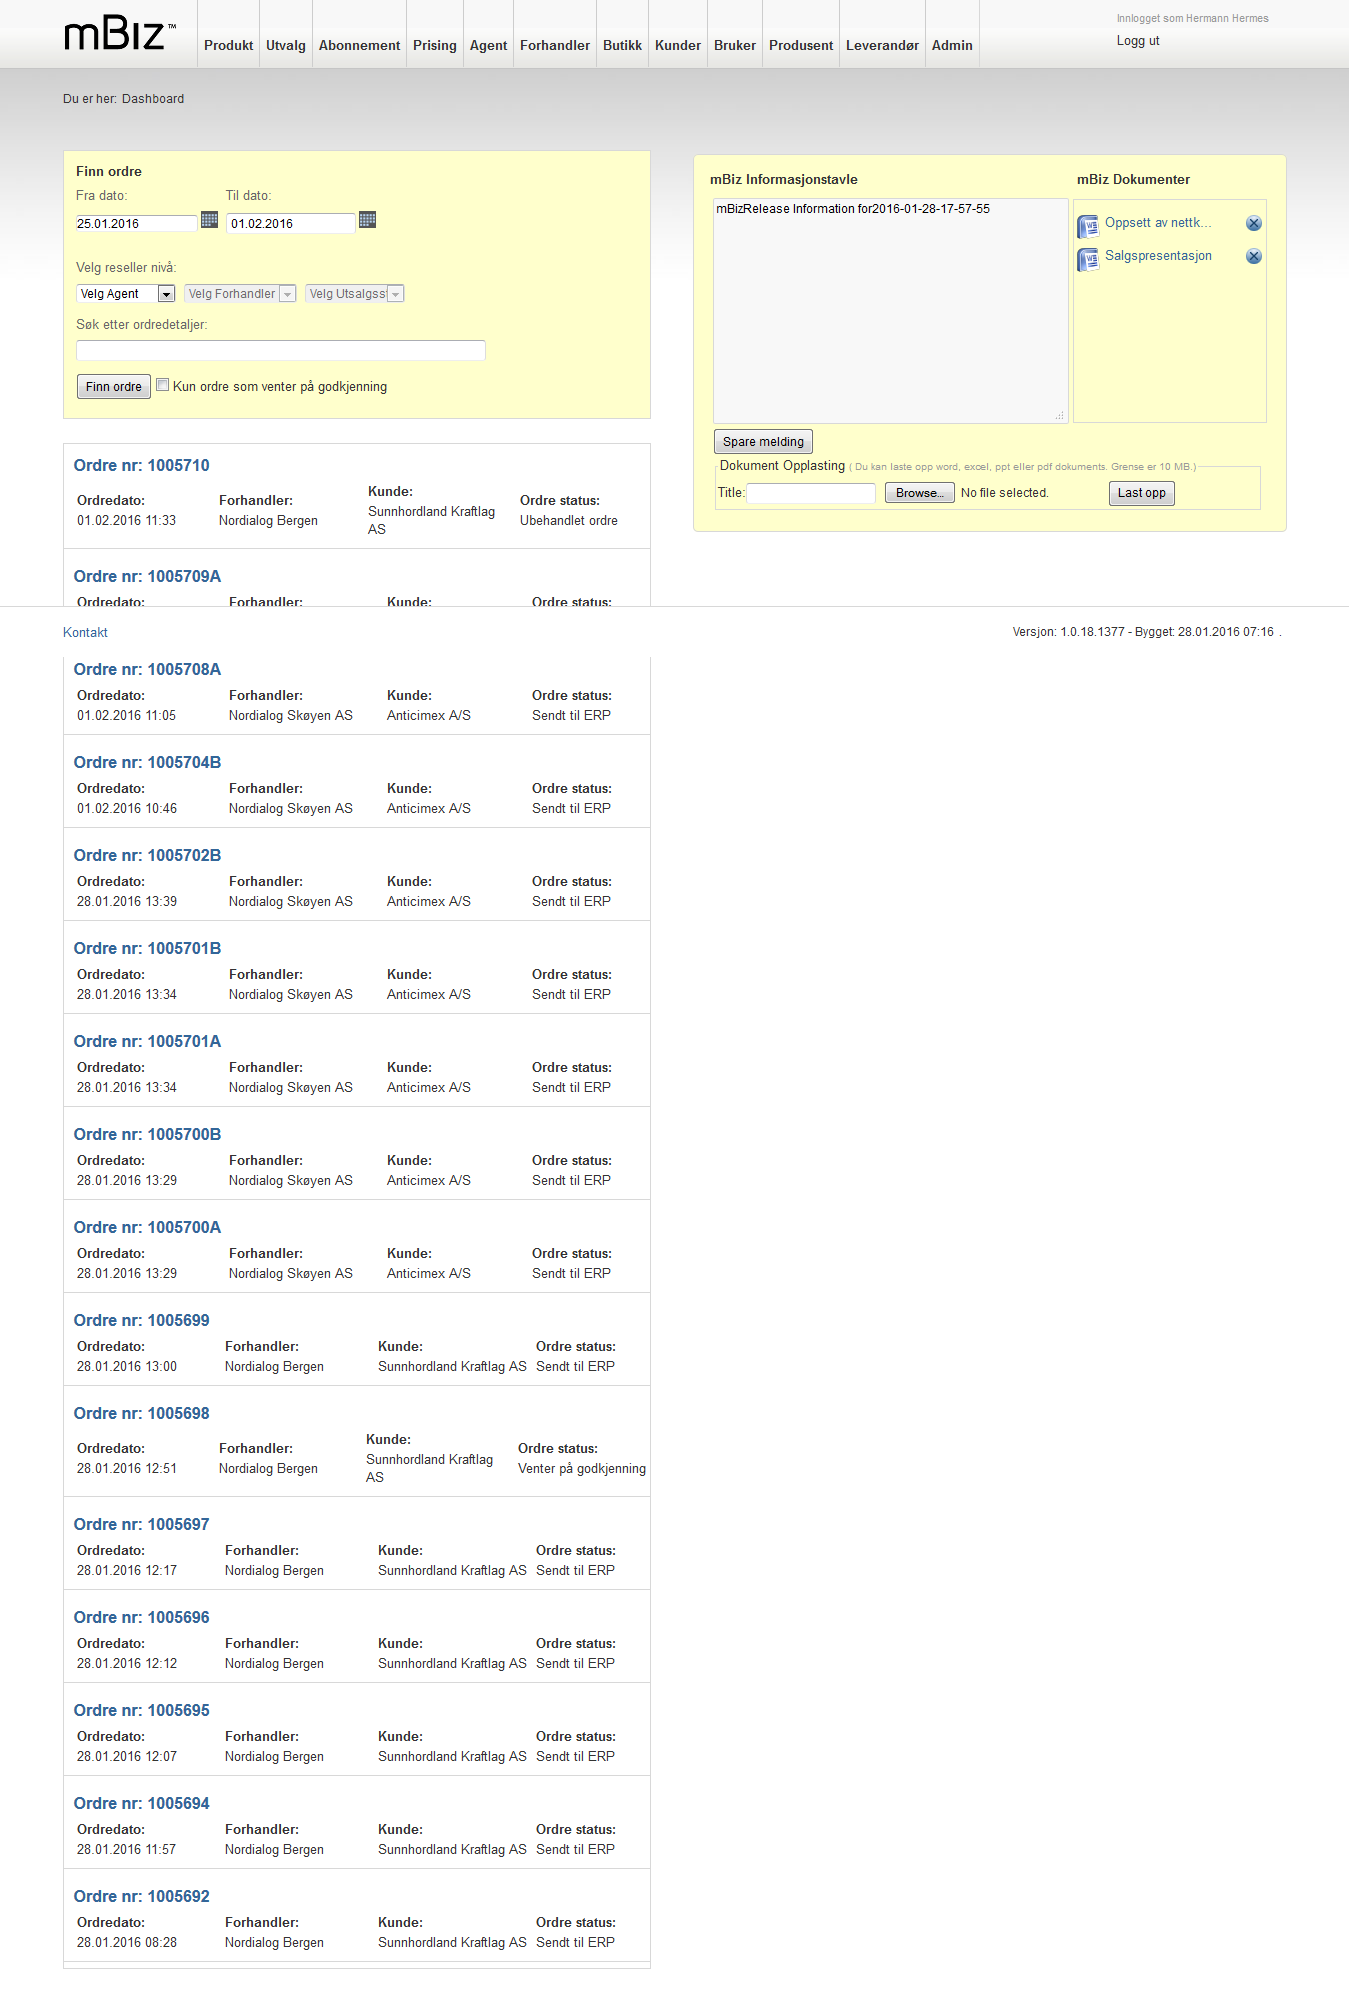 mBiz™
Produkt Utvalg Abonnement Prising Agent Forhandler Butikk Kunder Bruker Produsent Leverandør Admin
Innlogget som Hermann Hermes
Logg ut
Du er her: Dashboard
Finn ordre
Fra dato: Til dato:
25.01.2016 01.02.2016
Velg reseller nivå:
Velg Agent Velg Forhandler Velg Utsalgss
Søk etter ordredetaljer:
Finn ordre Kun ordre som venter på godkjenning
mBiz Informasjonstavle mBiz Dokumenter
mBizRelease Information for2016-01-28-17-57-55
Oppsett av nettk...
Salgspresentasjon
Spare melding
Dokument Opplasting ( Du kan laste opp word, excel, ppt eller pdf dokuments. Grense er 10 MB.)
Title: Browse... No file selected. Last opp
Ordre nr: 1005710
Ordredato: Forhandler: Kunde: Ordre status:
01.02.2016 11:33 Nordialog Bergen Sunnhordland Kraftlag AS Ubehandlet ordre
Ordre nr: 1005709A
Ordredato: Forhandler: Kunde: Ordre status:
Kontakt Versjon: 1.0.18.1377 - Bygget: 28.01.2016 07:16 .
Ordre nr: 1005708A
Ordredato: Forhandler: Kunde: Ordre status:
01.02.2016 11:05 Nordialog Skøyen AS Anticimex A/S Sendt til ERP
Ordre nr: 1005704B
Ordredato: Forhandler: Kunde: Ordre status:
01.02.2016 10:46 Nordialog Skøyen AS Anticimex A/S Sendt til ERP
Ordre nr: 1005702B
Ordredato: Forhandler: Kunde: Ordre status:
28.01.2016 13:39 Nordialog Skøyen AS Anticimex A/S Sendt til ERP
Ordre nr: 1005701B
Ordredato: Forhandler: Kunde: Ordre status:
28.01.2016 13:34 Nordialog Skøyen AS Anticimex A/S Sendt til ERP
Ordre nr: 1005701A
Ordredato: Forhandler: Kunde: Ordre status:
28.01.2016 13:34 Nordialog Skøyen AS Anticimex A/S Sendt til ERP
Ordre nr: 1005700B
Ordredato: Forhandler: Kunde: Ordre status:
28.01.2016 13:29 Nordialog Skøyen AS Anticimex A/S Sendt til ERP
Ordre nr: 1005700A
Ordredato: Forhandler: Kunde: Ordre status:
28.01.2016 13:29 Nordialog Skøyen AS Anticimex A/S Sendt til ERP
Ordre nr: 1005699
Ordredato: Forhandler: Kunde: Ordre status:
28.01.2016 13:00 Nordialog Bergen Sunnhordland Kraftlag AS Sendt til ERP
Ordre nr: 1005698
Ordredato: Forhandler: Kunde: Ordre status:
28.01.2016 12:51 Nordialog Bergen Sunnhordland Kraftlag AS Venter på godkjenning
Ordre nr: 1005697
Ordredato: Forhandler: Kunde: Ordre status:
28.01.2016 12:17 Nordialog Bergen Sunnhordland Kraftlag AS Sendt til ERP
Ordre nr: 1005696
Ordredato: Forhandler: Kunde: Ordre status:
28.01.2016 12:12 Nordialog Bergen Sunnhordland Kraftlag AS Sendt til ERP
Ordre nr: 1005695
Ordredato: Forhandler: Kunde: Ordre status:
28.01.2016 12:07 Nordialog Bergen Sunnhordland Kraftlag AS Sendt til ERP
Ordre nr: 1005694
Ordredato: Forhandler: Kunde: Ordre status:
28.01.2016 11:57 Nordialog Bergen Sunnhordland Kraftlag AS Sendt til ERP
Ordre nr: 1005692
Ordredato: Forhandler: Kunde: Ordre status:
28.01.2016 08:28 Nordialog Bergen Sunnhordland Kraftlag AS Sendt til ERP